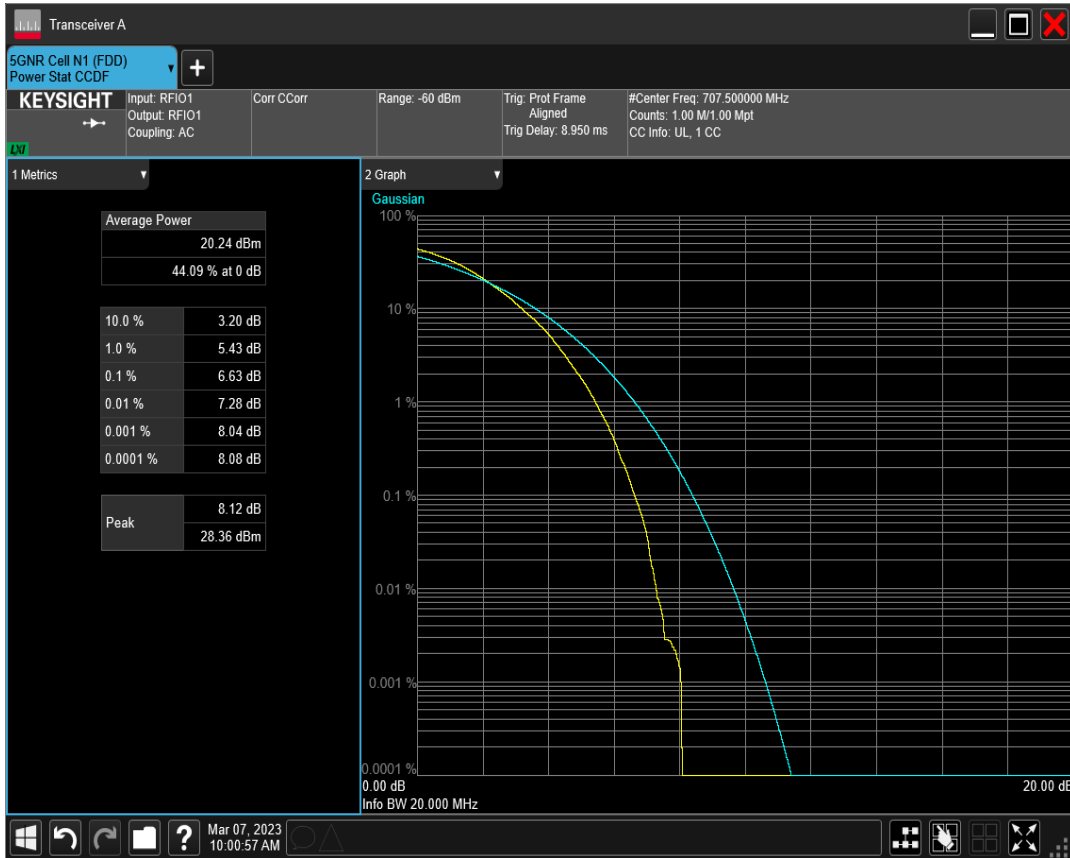 Transceiver A
5GNR Cell N1 (FDD)
Power Stat CCDF
+
KEYSIGHT
LXI
Input: RFIO1
Output: RFIO1
Coupling: AC
Corr CCorr
Range: -60 dBm
Trig: Prot Frame
Aligned
Trig Delay: 8.950 ms
#Center Freq: 707.500000 MHz
Counts: 1.00 M/1.00 Mpt
CC Info: UL, 1 CC
1 Metrics
Average Power
20.24 dBm
44.09 % at 0 dB
10.0 % 3.20 dB
1.0 % 5.43 dB
0.1 % 6.63 dB
0.01 % 7.28 dB
0.001 % 8.04 dB
0.0001 % 8.08 dB
Peak
8.12 dB
28.36 dBm
2 Graph
Gaussian
100 %
10 %
1 %
0.1 %
0.01 %
0.001 %
0.0001 %
0.00 dB 20.00 dB
Info BW 20.000 MHz
?
Mar 07, 2023
10:00:57 AM